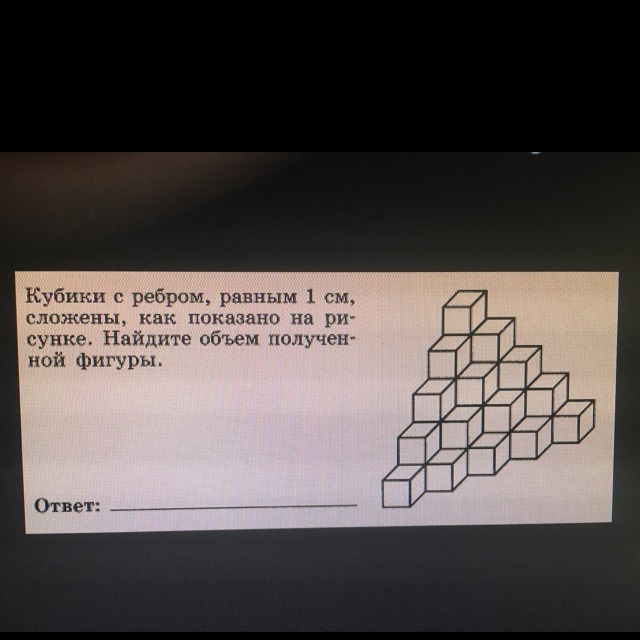 Кубики с ребром, равным 1 см,
сложены, как показано на ри-
сунке. Найдите объем получен-
ной фигуры.
Ответ: